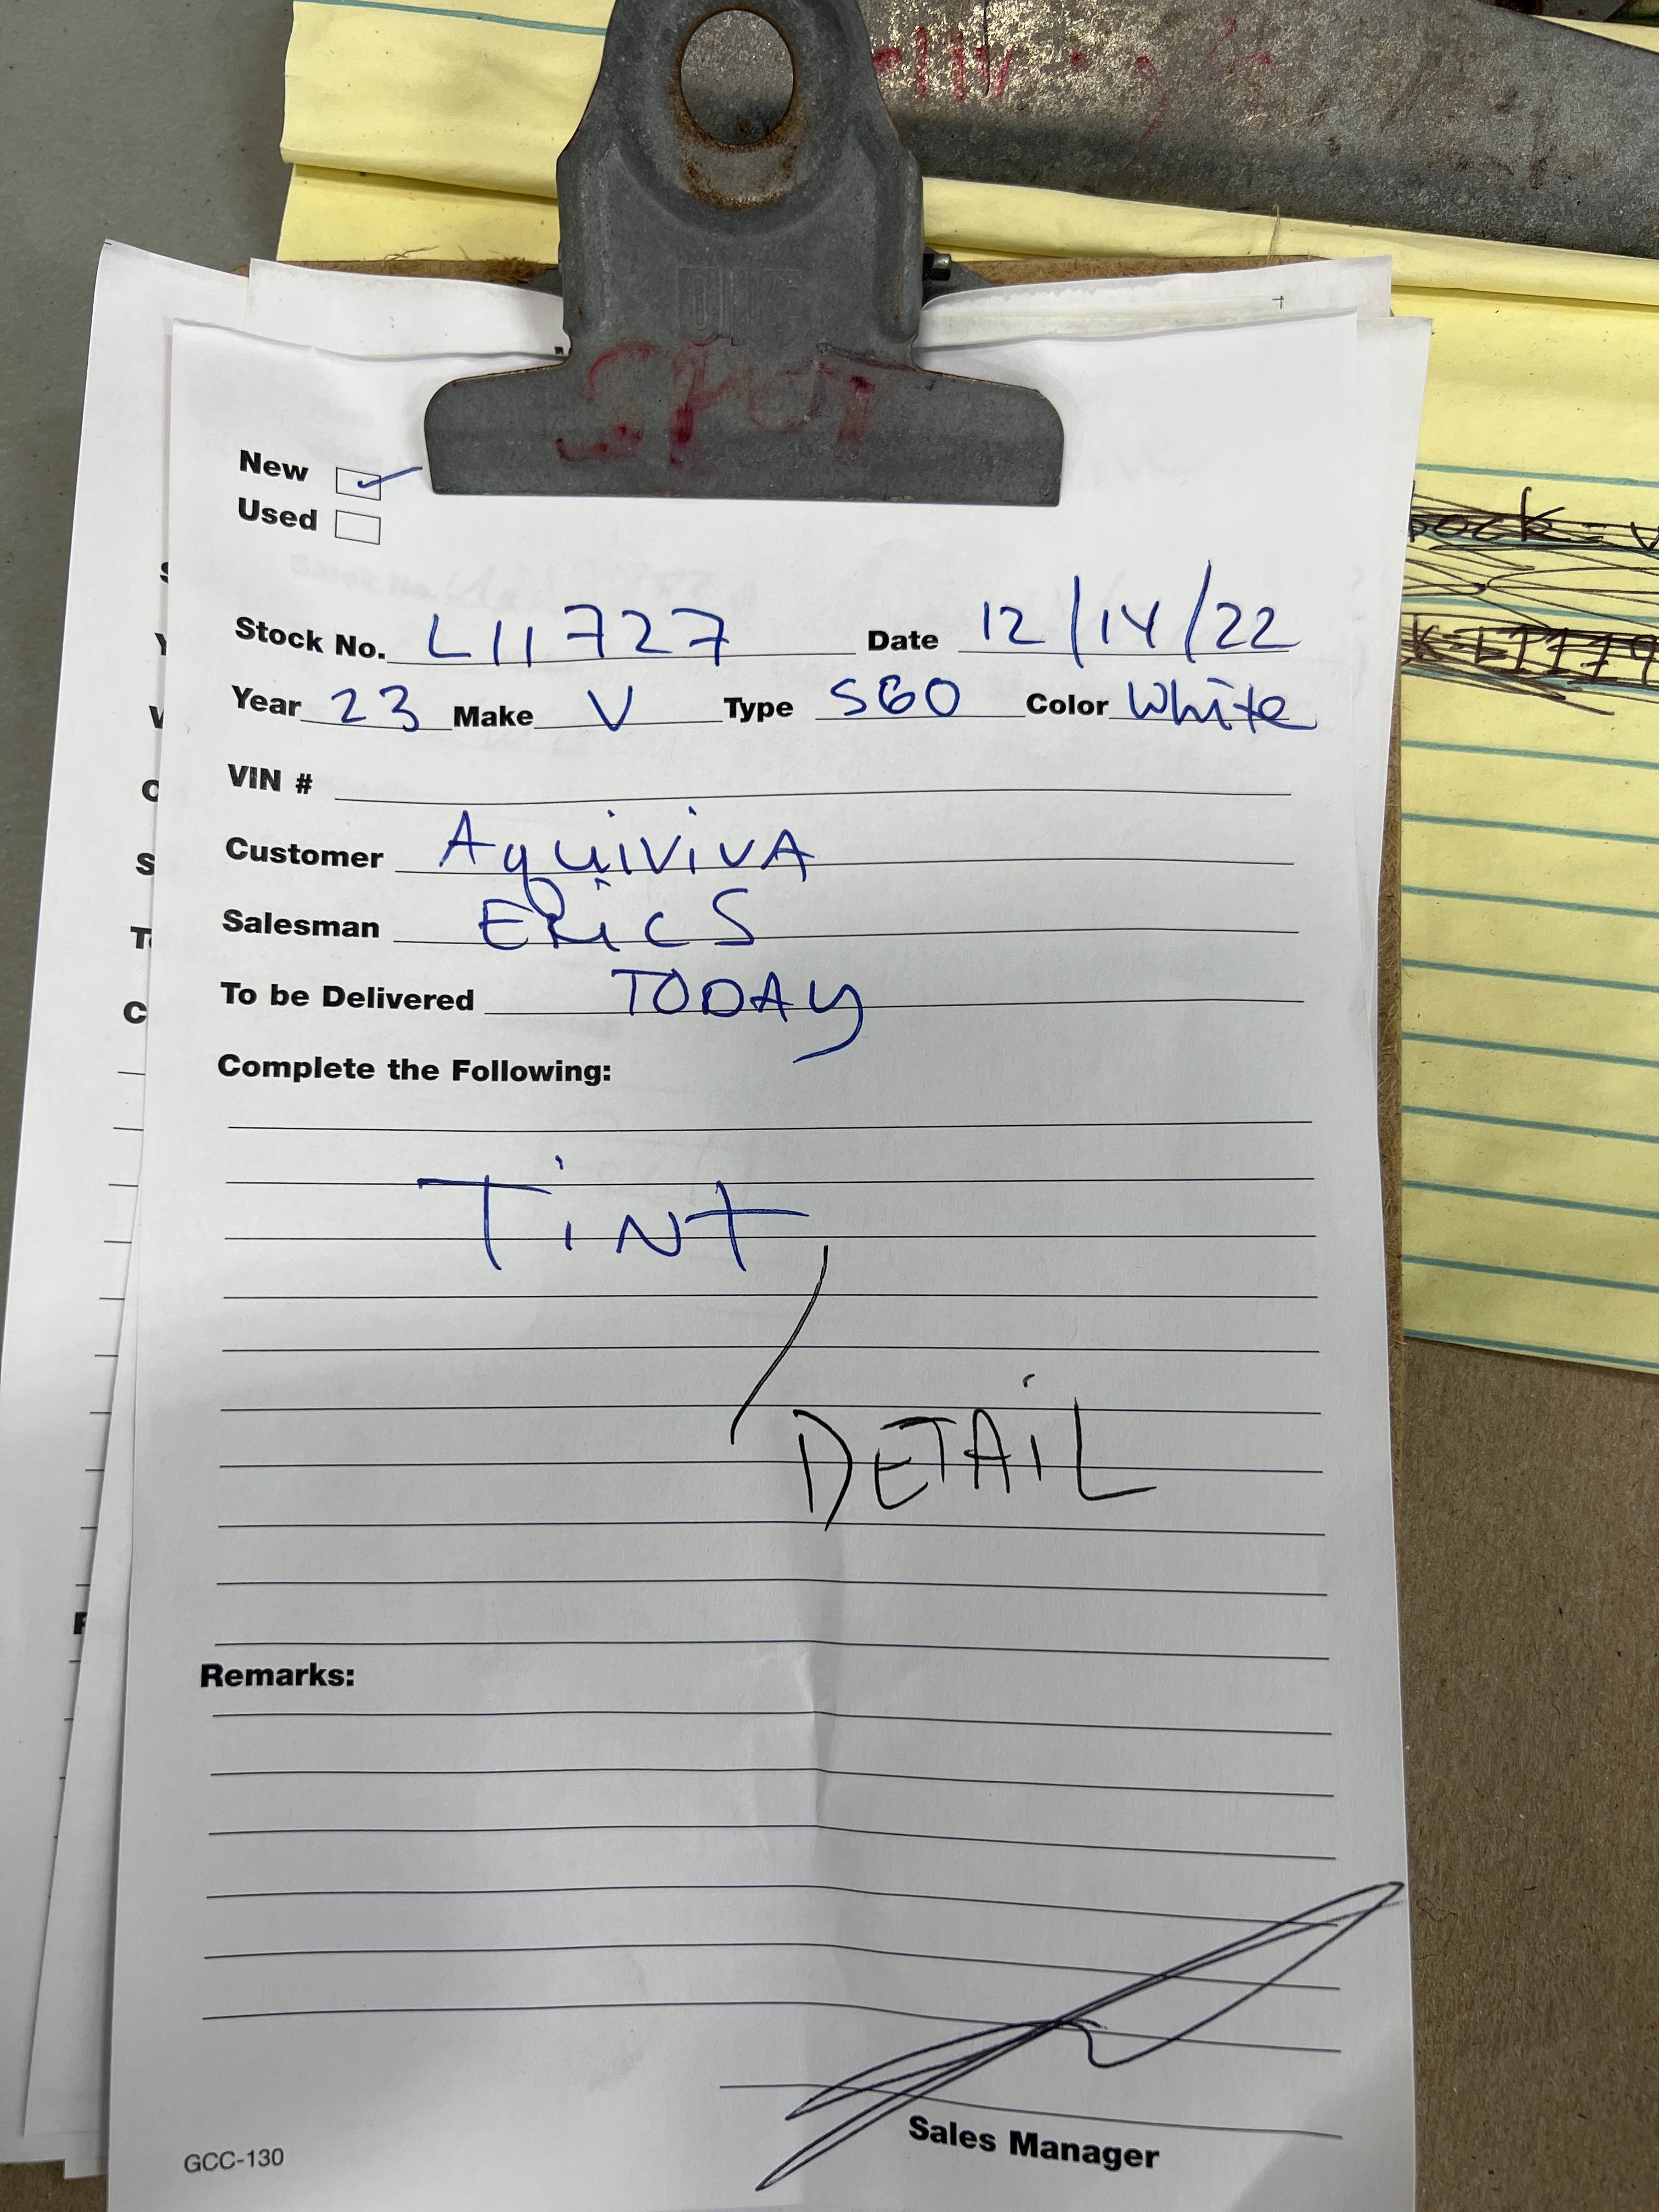 SPOT
New
Used
Stock No. L11727 Date 12/14/22
Year 23 Make V Type S60 Color White
VIN #
Customer AquivivA
Salesman ERic S
To be Delivered TODAy
Complete the Following:
TiNT
DETAiL
Remarks:
Sales Manager
GCC-130